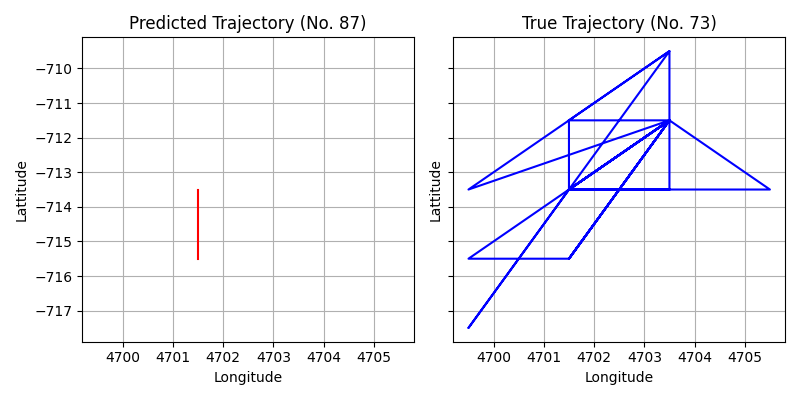 Predicted Trajectory (No. 87)
True Trajectory (No. 73)
−710
−711
−712
−713
−714
−715
−716
−717
Lattitude
Lattitude
4700 4701 4702 4703 4704 4705
4700 4701 4702 4703 4704 4705
Longitude
Longitude